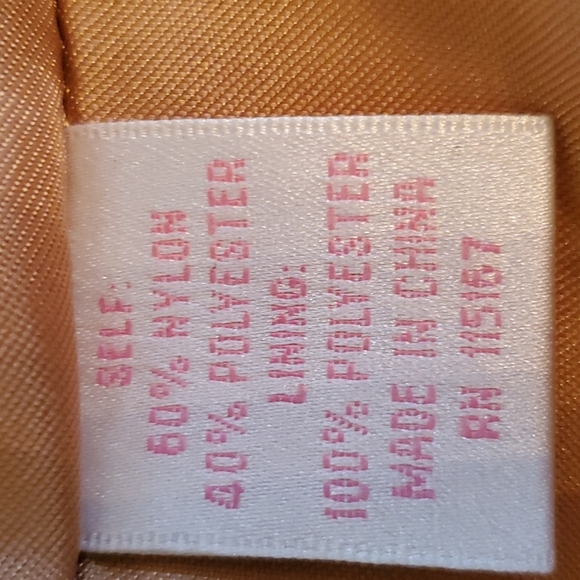 SELF:
60% NYLON
40% POLYESTER
LINING:
100% POLYESTER
MADE IN CHINA
RN 115167